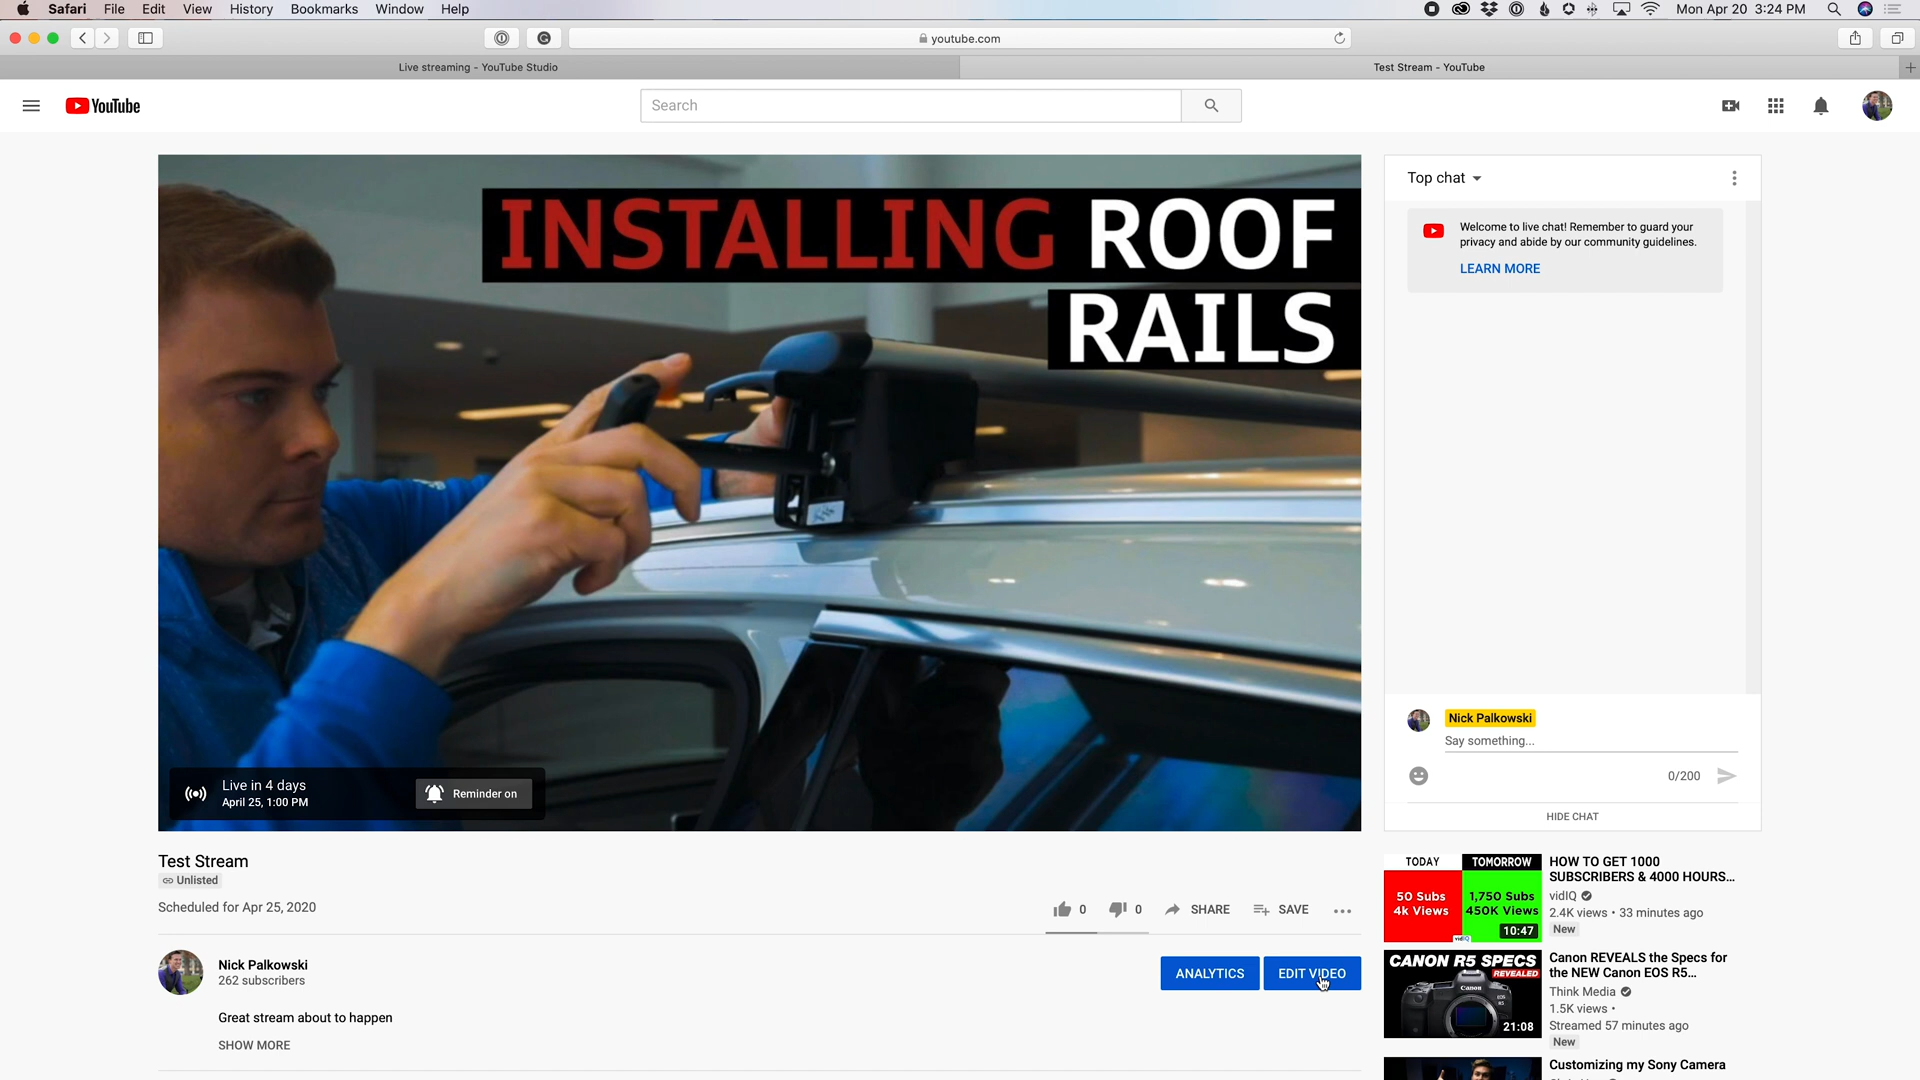 Safari File Edit View History Bookmarks Window Help Mon Apr 20 3:24 PM
youtube.com
Live streaming - YouTube Studio
Test Stream - YouTube
YouTube
Search
INSTALLING ROOF
RAILS
Live in 4 days
April 25, 1:00 PM
Reminder on
Top chat
Welcome to live chat! Remember to guard your
privacy and abide by our community guidelines.
LEARN MORE
Nick Palkowski
Say something...
0/200
HIDE CHAT
Test Stream
Unlisted
Scheduled for Apr 25, 2020
0
0
SHARE
SAVE
Nick Palkowski
262 subscribers
ANALYTICS
EDIT VIDEO
Great stream about to happen
SHOW MORE
TODAY
TOMORROW
50 Subs
4k Views
1,750 Subs
450K Views
vidIQ
10:47
HOW TO GET 1000
SUBSCRIBERS & 4000 HOURS...
vidIQ
2.4K views • 33 minutes ago
New
CANON R5 SPECS
REVEALED
Canon
21:08
Canon REVEALS the Specs for
the NEW Canon EOS R5...
Think Media
1.5K views •
Streamed 57 minutes ago
New
Customizing my Sony Camera